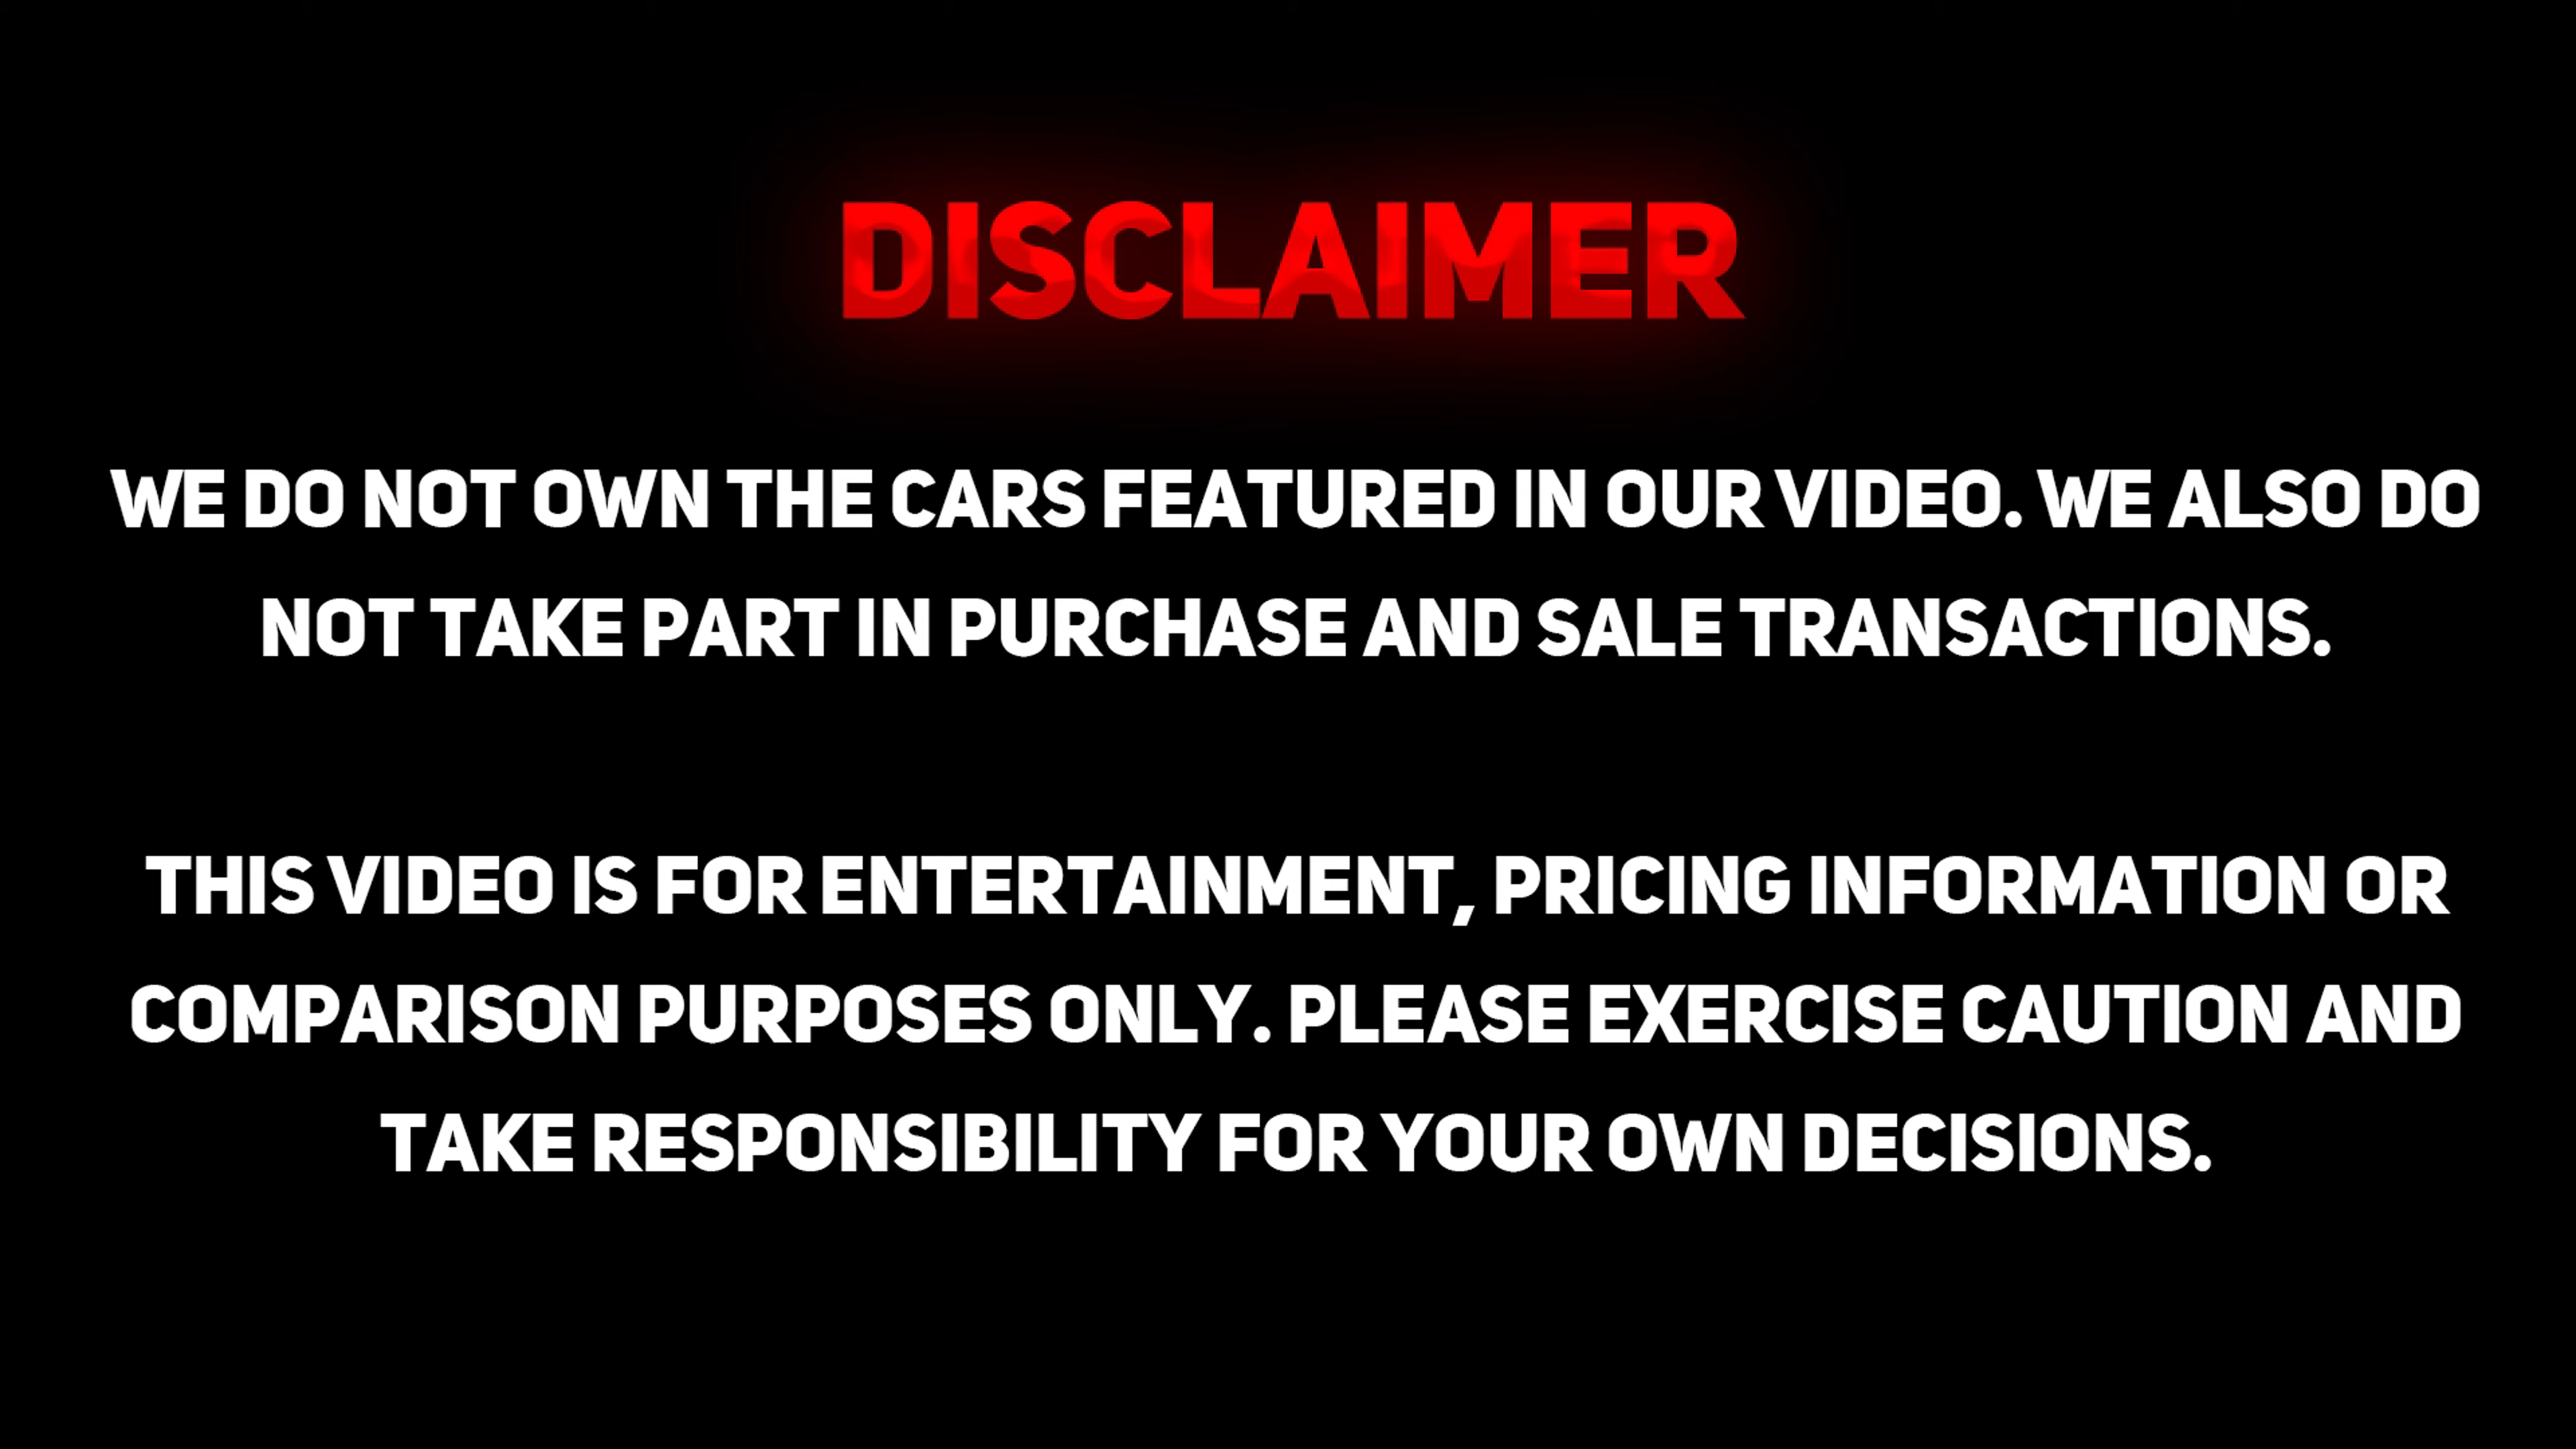 DISCLAIMER
WE DO NOT OWN THE CARS FEATURED IN OUR VIDEO. WE ALSO DO
NOT TAKE PART IN PURCHASE AND SALE TRANSACTIONS.
THIS VIDEO IS FOR ENTERTAINMENT, PRICING INFORMATION OR
COMPARISON PURPOSES ONLY. PLEASE EXERCISE CAUTION AND
TAKE RESPONSIBILITY FOR YOUR OWN DECISIONS.